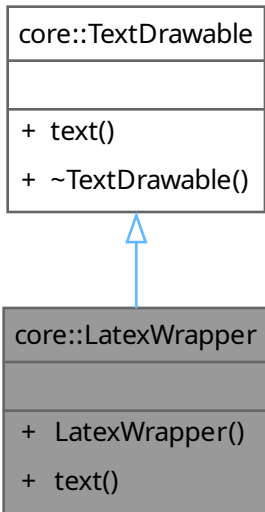 core::TextDrawable
+ text()
+ ~TextDrawable()
core::LatexWrapper
+ LatexWrapper()
+ text()